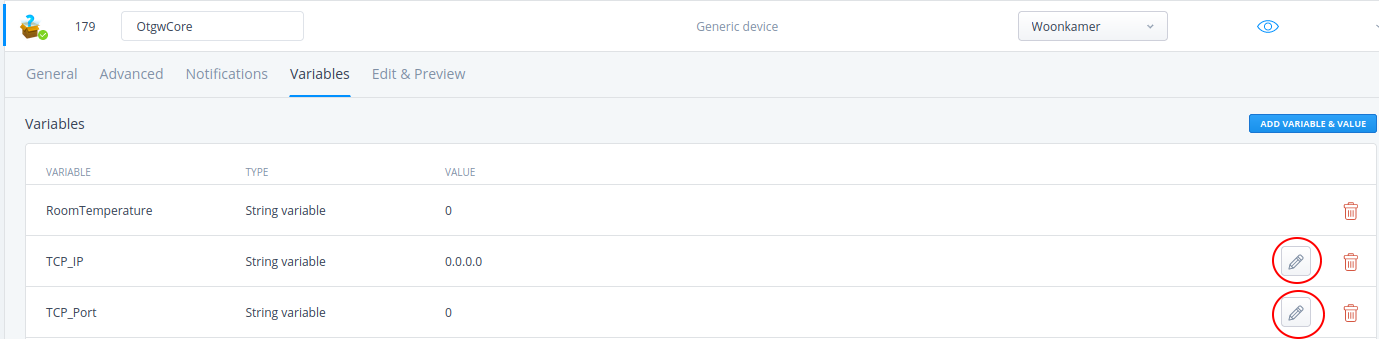 179 OtgwCore Generic device Woonkamer
General Advanced Notifications Variables Edit & Preview
Variables ADD VARIABLE & VALUE
VARIABLE TYPE VALUE
RoomTemperature String variable 0
TCP_IP String variable 0.0.0.0
TCP_Port String variable 0